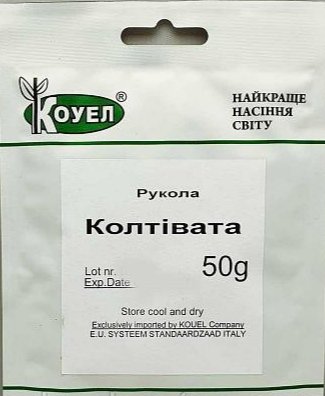 КОУЕЛ®
НАЙКРАЩЕ
НАСІННЯ
СВІТУ
Рукола
Колтівата
Lot nr.
50g
Exp.Date
Store cool and dry
Exclusively imported by KOUEL Company
E.U. SYSTEEM STANDAARDZAAD ITALY